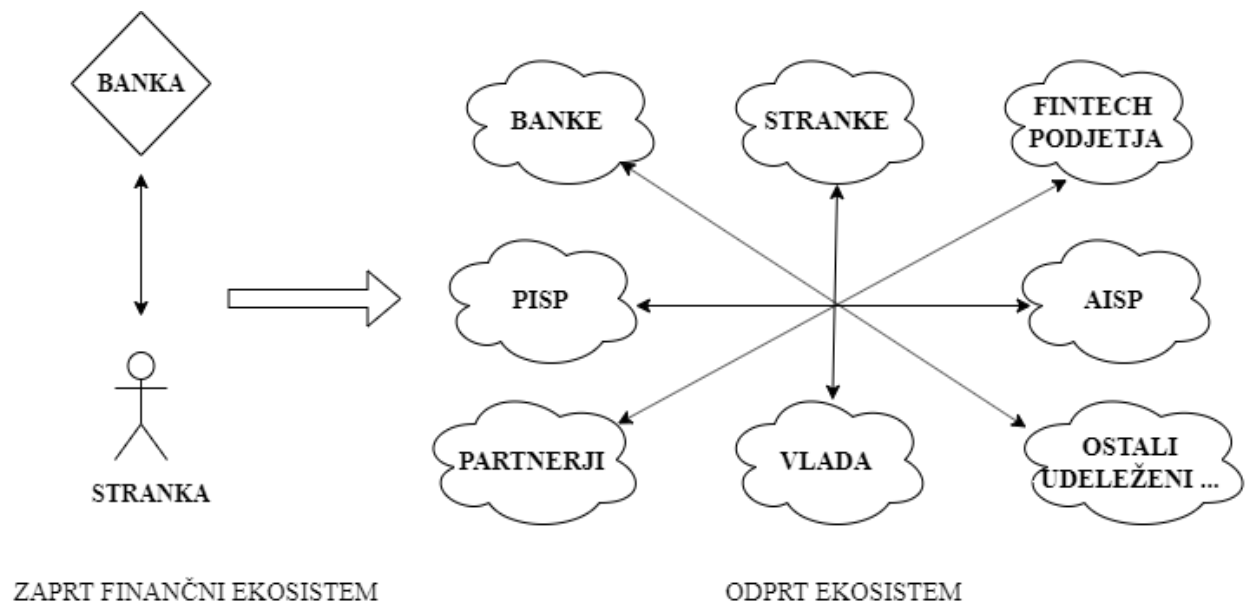 BANKA
STRANKA
BANKE
STRANKE
FINTECH
PODJETJA
PISP
AISP
PARTNERJI
VLADA
OSTALI
UDELEŽENI ...
ZAPRT FINANČNI EKOSISTEM
ODPRT EKOSISTEM